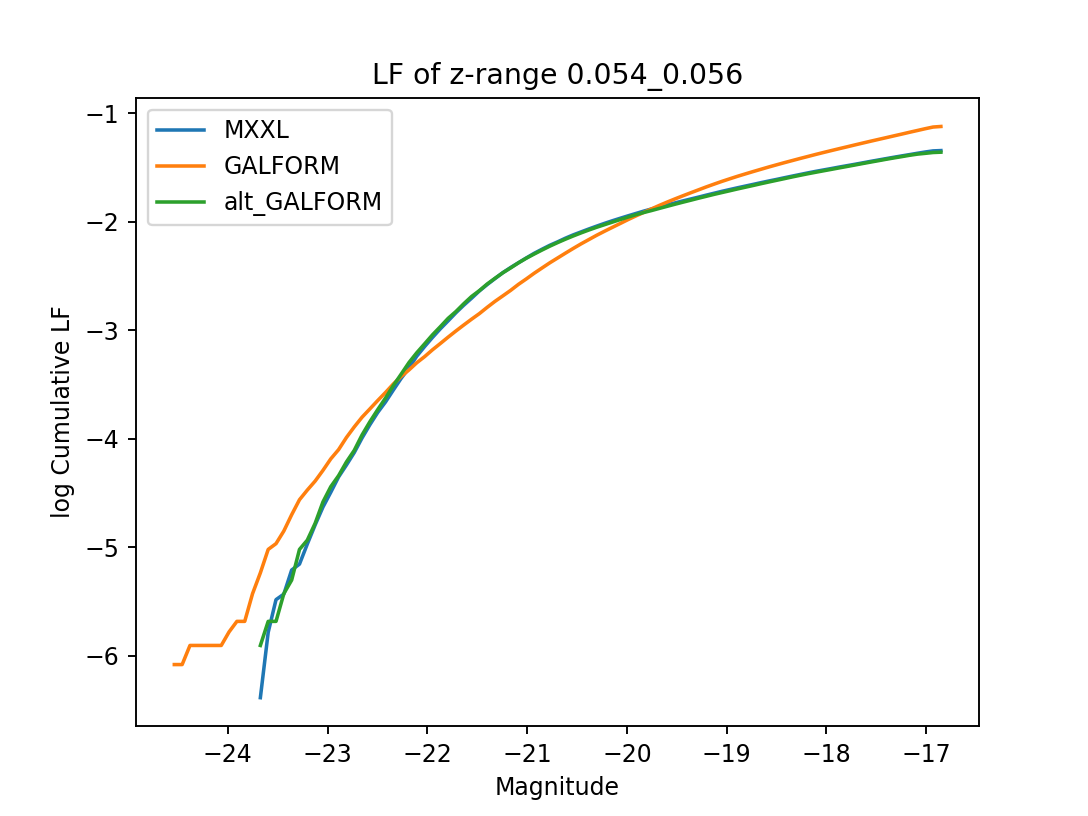 LF of z-range 0.054_0.056
MXXL
GALFORM
alt_GALFORM
log Cumulative LF
−1
−2
−3
−4
−5
−6
−24 −23 −22 −21 −20 −19 −18 −17
Magnitude